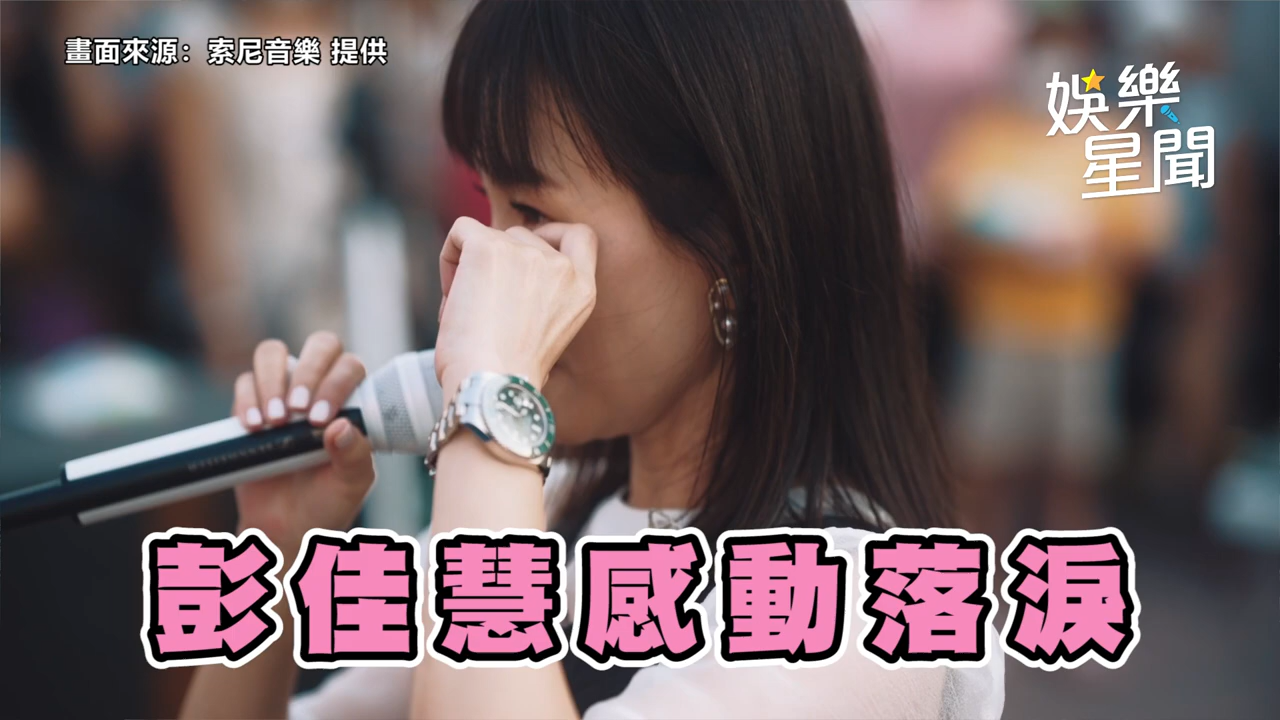 畫面來源：索尼音樂 提供
娛樂
星聞
彭佳慧感動落淚